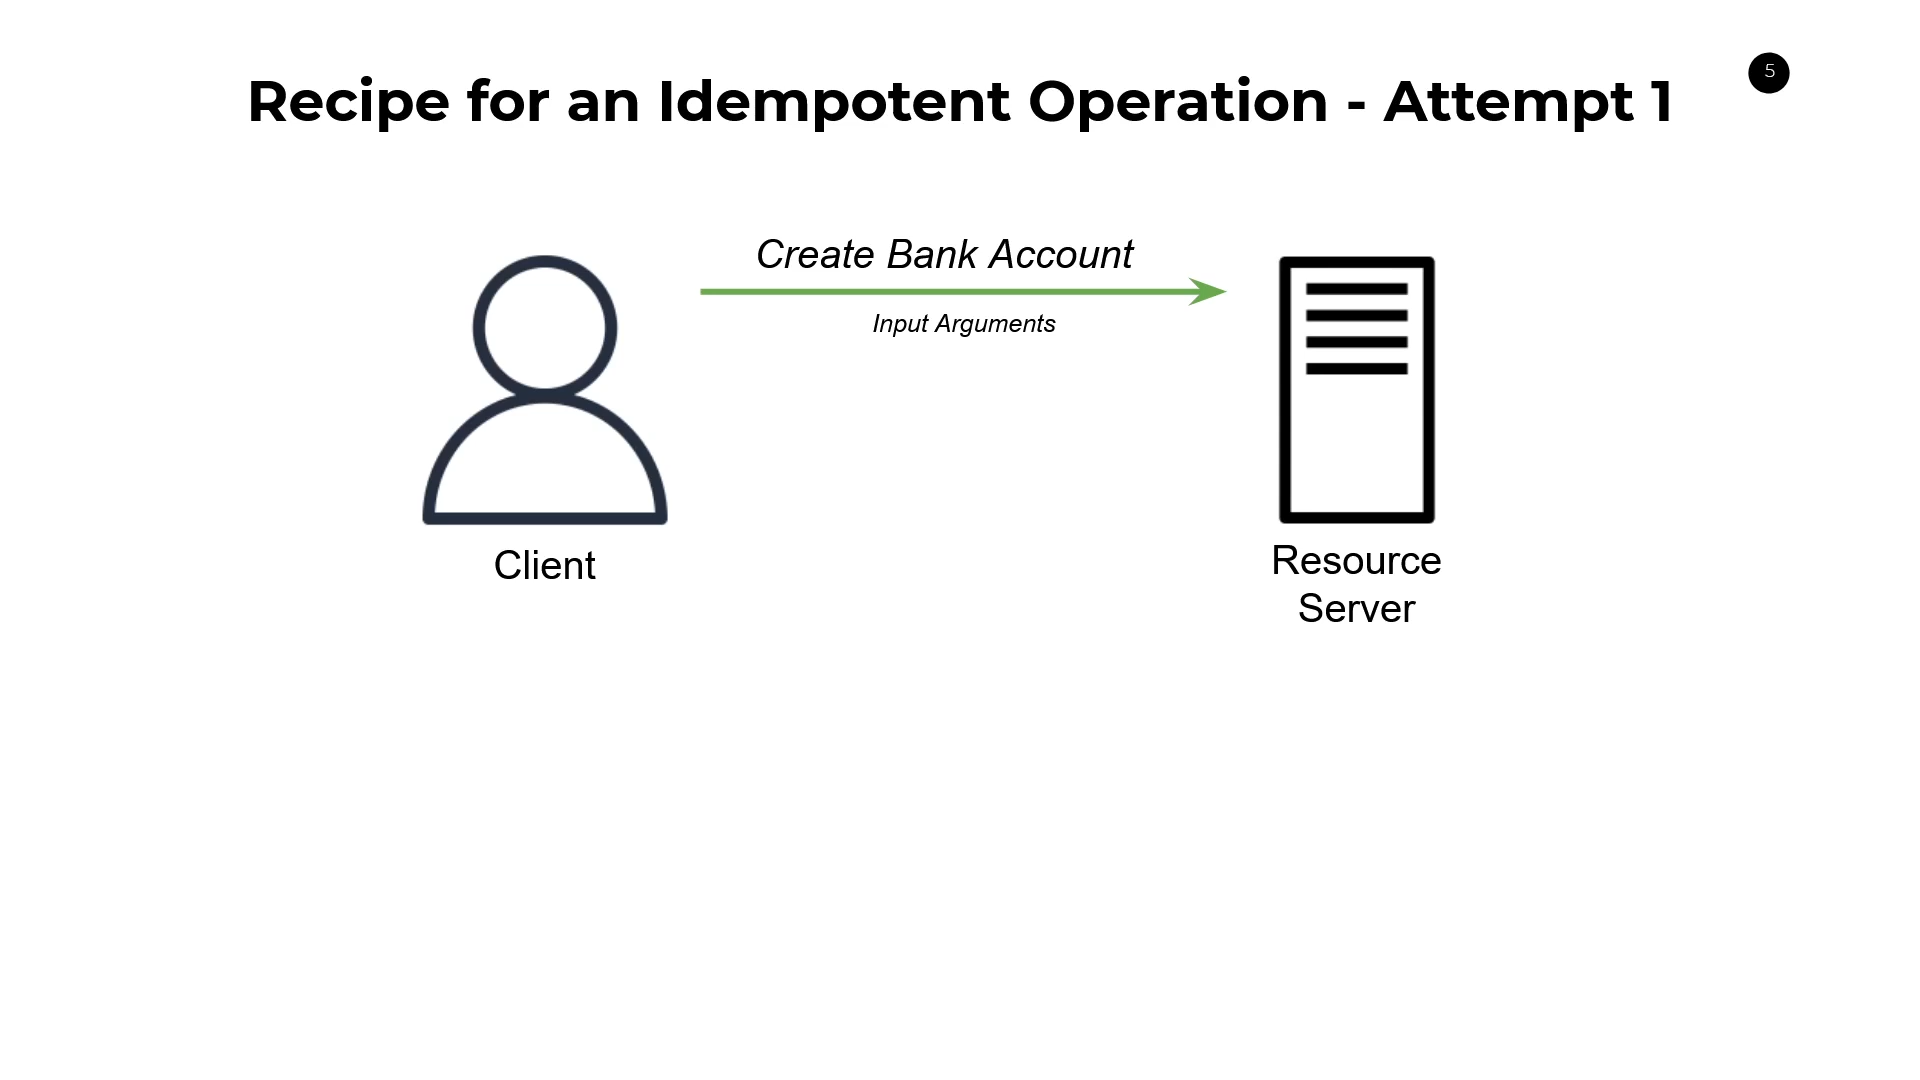 Recipe for an Idempotent Operation - Attempt 1
5
Create Bank Account
Input Arguments
Client
Resource
Server